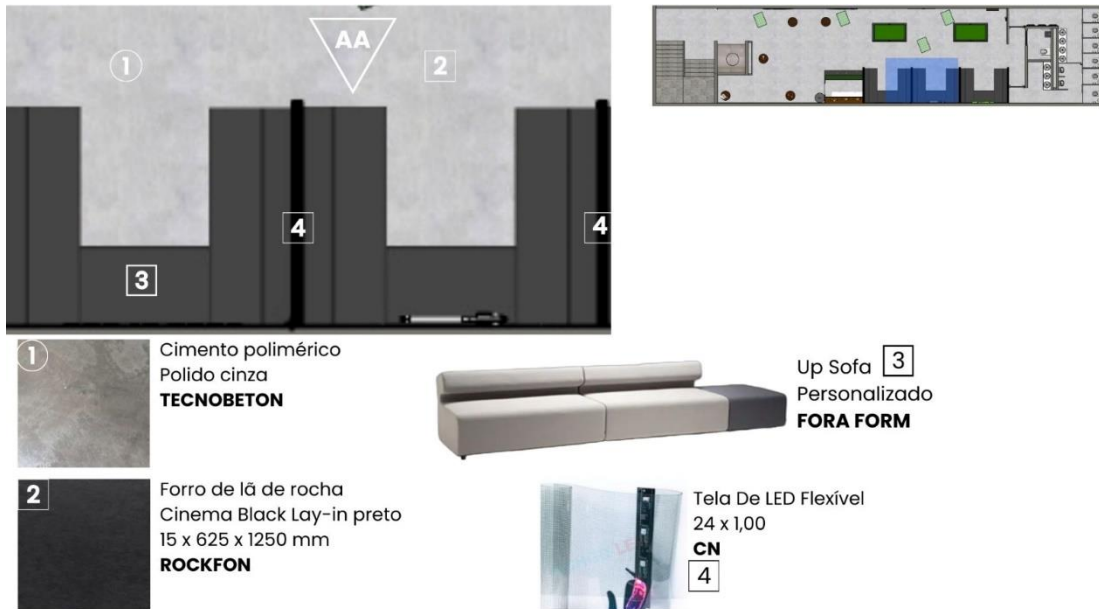 AA
1
2
4
4
3
1
Cimento polimérico
Polido cinza
TECNOBETON
Up Sofa 3
Personalizado
FORA FORM
2
Forro de lã de rocha
Cinema Black Lay-in preto
15 x 625 x 1250 mm
ROCKFON
Tela De LED Flexível
24 x 1,00
CN
4